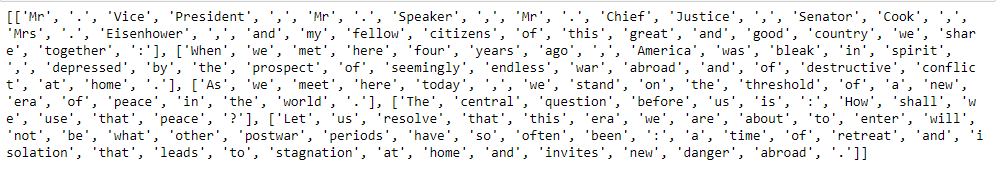 [['Mr', '.', 'Vice', 'President', ',', 'Mr', '.', 'Speaker', ',', 'Mr', '.', 'Chief', 'Justice', ',', 'Senator', 'Cook', ',',
'Mrs', '.', 'Eisenhower', ',', 'and', 'my', 'fellow', 'citizens', 'of', 'this', 'great', 'and', 'good', 'country', 'we', 'shar
e', 'together', ':'], ['When', 'we', 'met', 'here', 'four', 'years', 'ago', ',', 'America', 'was', 'bleak', 'in', 'spirit',
',', 'depressed', 'by', 'the', 'prospect', 'of', 'seemingly', 'endless', 'war', 'abroad', 'and', 'of', 'destructive', 'conflic
t', 'at', 'home', '.'], ['As', 'we', 'meet', 'here', 'today', ',', 'we', 'stand', 'on', 'the', 'threshold', 'of', 'a', 'new',
'era', 'of', 'peace', 'in', 'the', 'world', '.'], ['The', 'central', 'question', 'before', 'us', 'is', ':', 'How', 'shall', 'w
e', 'use', 'that', 'peace', '?'], ['Let', 'us', 'resolve', 'that', 'this', 'era', 'we', 'are', 'about', 'to', 'enter', 'will',
'not', 'be', 'what', 'other', 'postwar', 'periods', 'have', 'so', 'often', 'been', ':', 'a', 'time', 'of', 'retreat', 'and', 'i
solation', 'that', 'leads', 'to', 'stagnation', 'at', 'home', 'and', 'invites', 'new', 'danger', 'abroad', '.']]